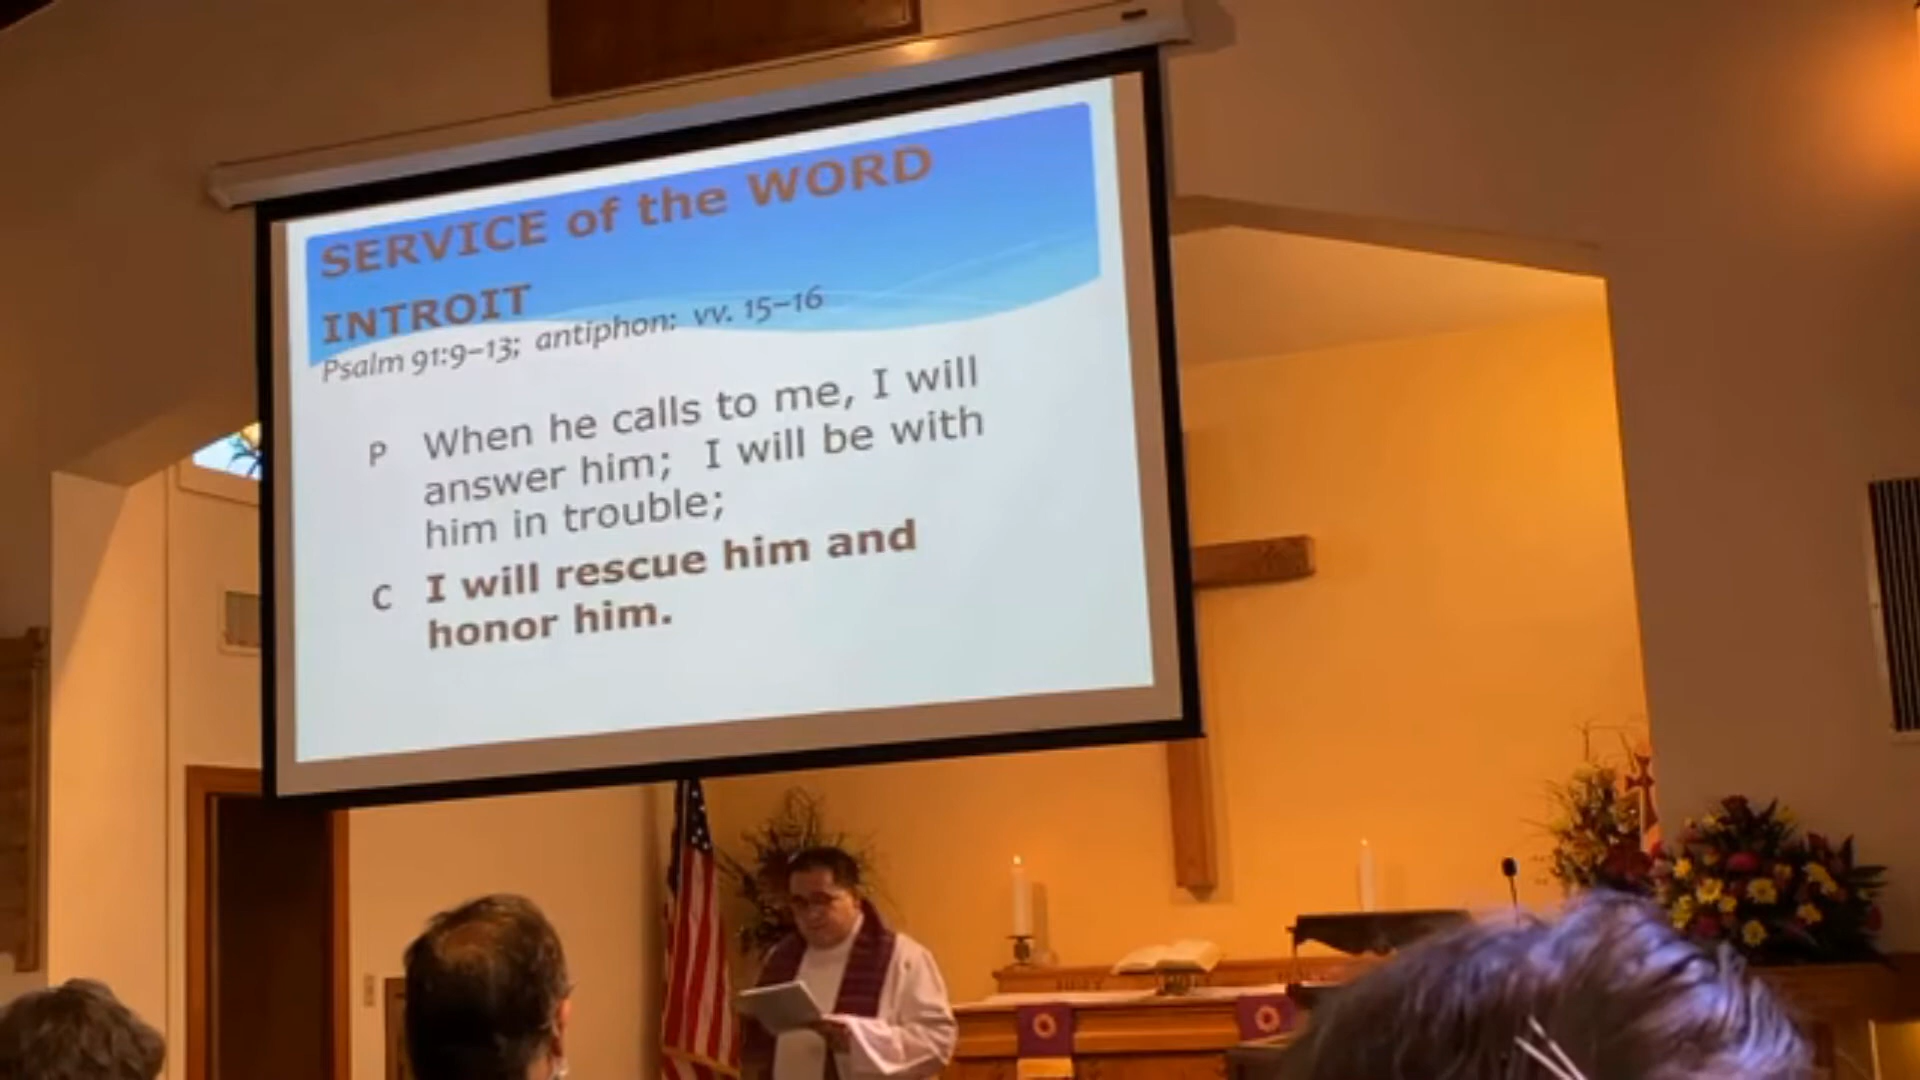 SERVICE of the WORD
INTROIT
Psalm 91:9–13; antiphon: vv. 15–16
P When he calls to me, I will
answer him; I will be with
him in trouble;
C I will rescue him and
honor him.